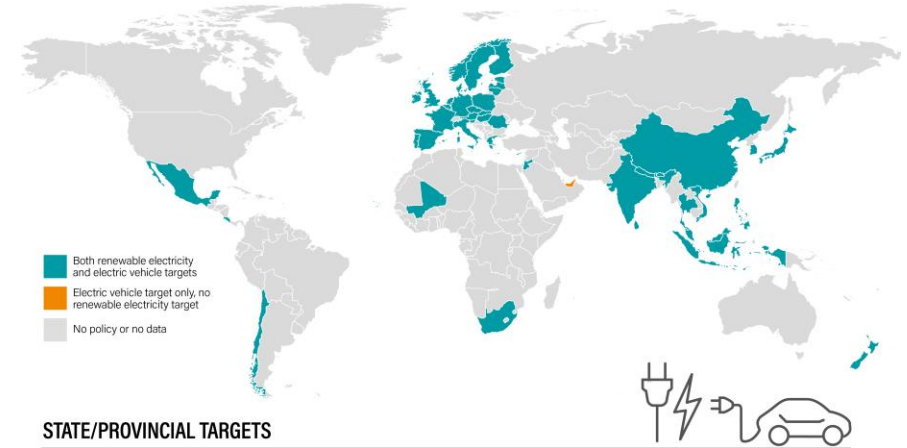 Both renewable electricity
and electric vehicle targets
Electric vehicle target only, no
renewable electricity target
No policy or no data
STATE/PROVINCIAL TARGETS